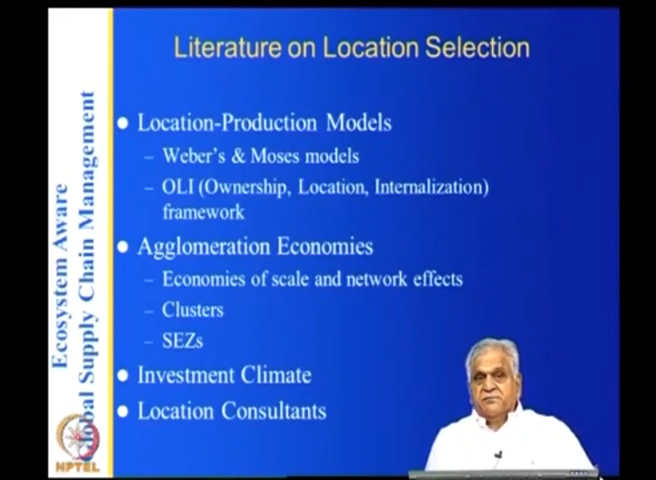 Literature on Location Selection
Location-Production Models
– Weber's & Moses models
– OLI (Ownership, Location, Internalization)
framework
Agglomeration Economies
– Economies of scale and network effects
– Clusters
– SEZs
Investment Climate
Location Consultants
Ecosystem Aware
Global Supply Chain Management
NPTEL